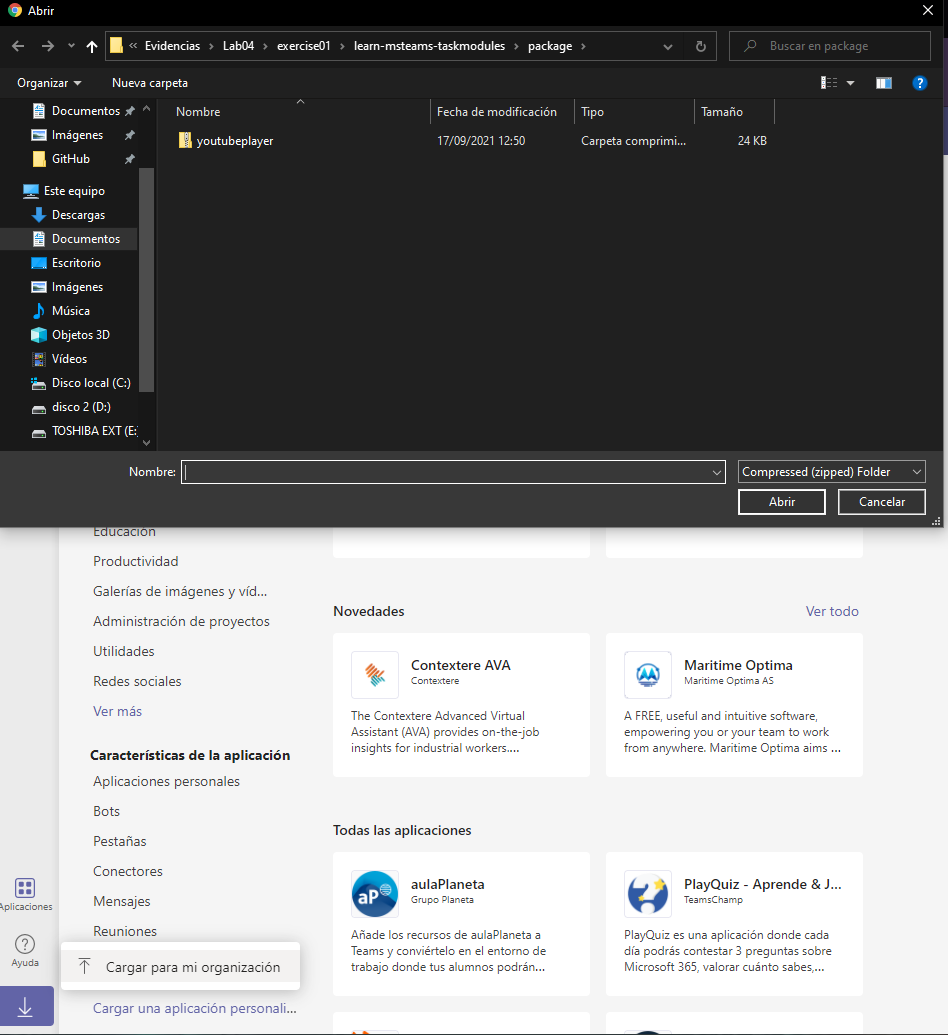 Abrir
« Evidencias › Lab04 › exercise01 › learn-msteams-taskmodules › package ›
Buscar en package
Organizar
Nueva carpeta
Documentos
Imágenes
GitHub
Este equipo
Descargas
Documentos
Escritorio
Imágenes
Música
Objetos 3D
Vídeos
Disco local (C:)
disco 2 (D:)
TOSHIBA EXT (E:
Nombre
Fecha de modificación
Tipo
Tamaño
youtubeplayer
17/09/2021 12:50
Carpeta comprimi...
24 KB
Nombre:
Compressed (zipped) Folder
Abrir
Cancelar
Educación
Productividad
Galerías de imágenes y víd...
Administración de proyectos
Utilidades
Redes sociales
Ver más
Características de la aplicación
Aplicaciones personales
Bots
Pestañas
Conectores
Mensajes
Reuniones
Cargar para mi organización
Cargar una aplicación personali...
Aplicaciones
Ayuda
Novedades
Ver todo
Contextere AVA
Contextere
The Contextere Advanced Virtual
Assistant (AVA) provides on-the-job
insights for industrial workers....
Maritime Optima
Maritime Optima AS
A FREE, useful and intuitive software,
empowering you or your team to work
from anywhere. Maritime Optima aims ...
Todas las aplicaciones
aP
aulaPlaneta
Grupo Planeta
Añade los recursos de aulaPlaneta a
Teams y conviértelo en el entorno de
trabajo donde tus alumnos podrán...
PlayQuiz - Aprende & J...
TeamsChamp
PlayQuiz es una aplicación donde cada
día podrás contestar 3 preguntas sobre
Microsoft 365, valorar cuánto sabes,...